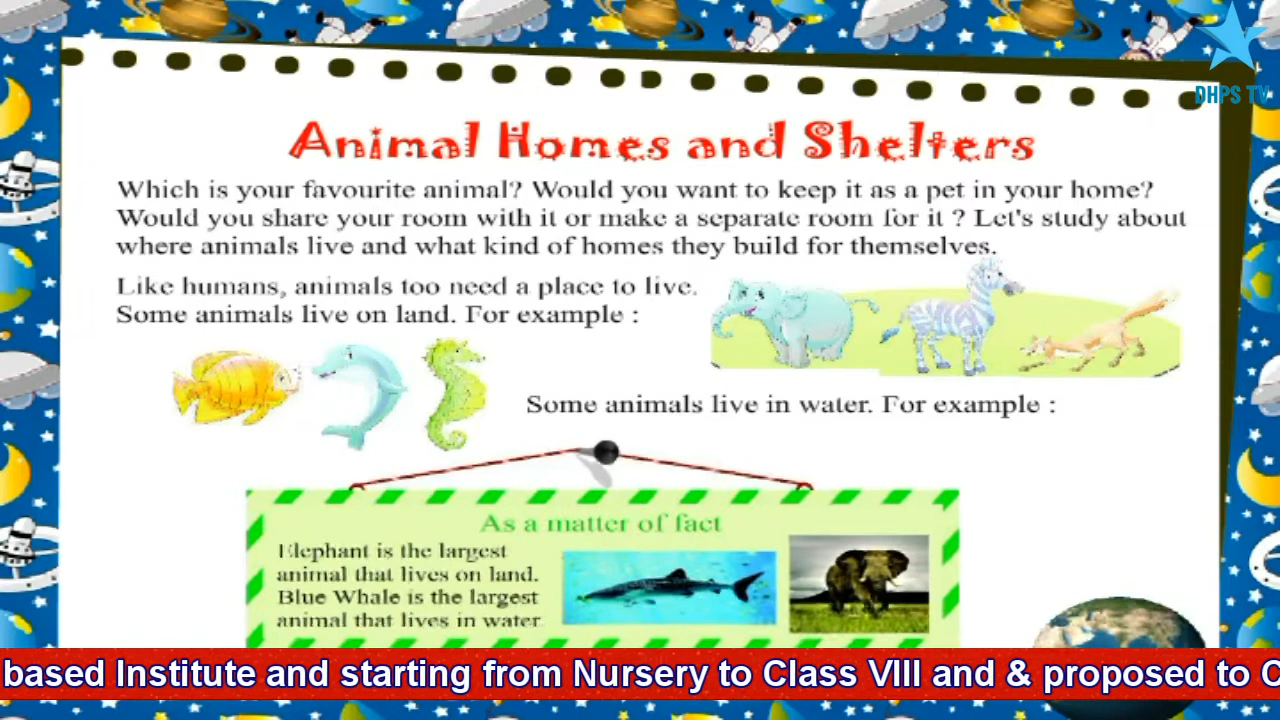 DHPS TV
Animal Homes and Shelters
Which is your favourite animal? Would you want to keep it as a pet in your home?
Would you share your room with it or make a separate room for it ? Let's study about
where animals live and what kind of homes they build for themselves.
Like humans, animals too need a place to live.
Some animals live on land. For example :
Some animals live in water. For example :
As a matter of fact
Elephant is the largest
animal that lives on land.
Blue Whale is the largest
animal that lives in water
based Institute and starting from Nursery to Class VIII and & proposed to C